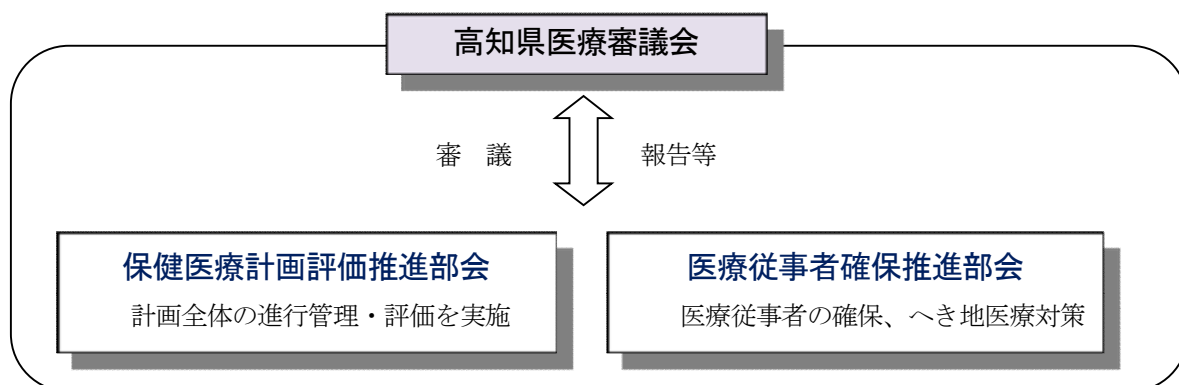 高知県医療審議会
審　議
報告等
保健医療計画評価推進部会
計画全体の進行管理・評価を実施
医療従事者確保推進部会
医療従事者の確保、へき地医療対策